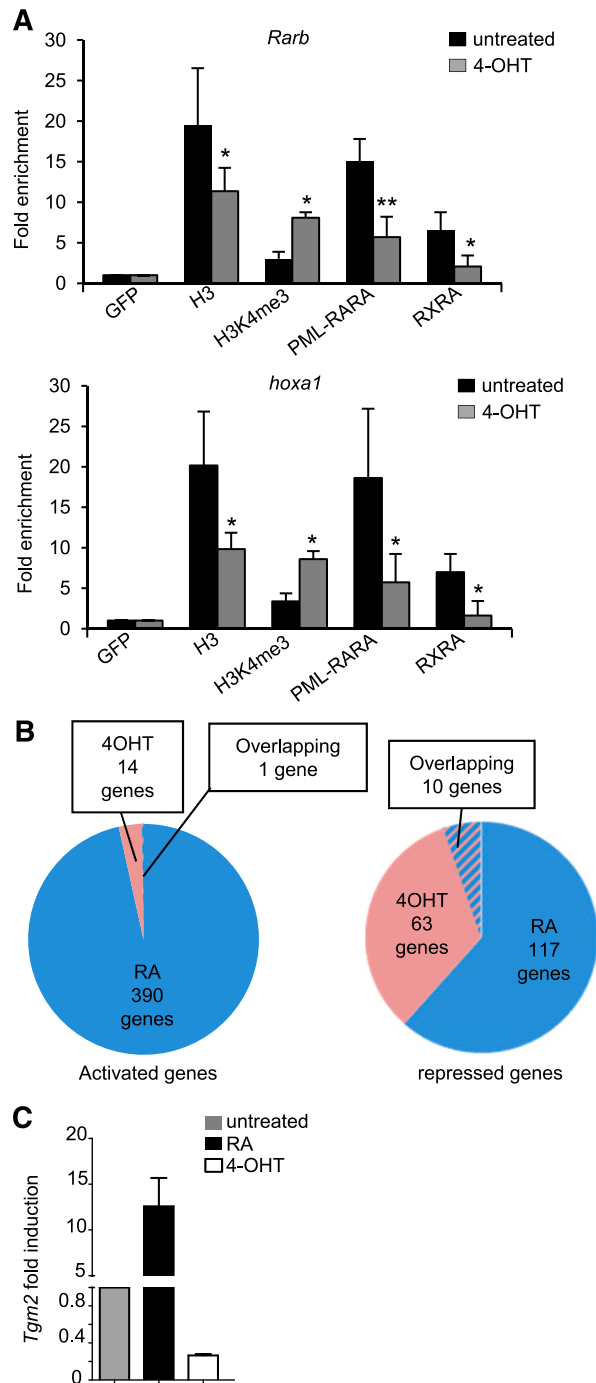 A
Rarb
untreated
4-OHT
Fold enrichment
30
25
20
15
10
5
0
*
*
**
*
GFP
H3
H3K4me3
PML-RARA
RXRA
hoxa1
untreated
4-OHT
Fold enrichment
30
25
20
15
10
5
0
*
*
*
*
GFP
H3
H3K4me3
PML-RARA
RXRA
B
4OHT
14
genes
Overlapping
1 gene
RA
390
genes
Activated genes
Overlapping
10 genes
4OHT
63
genes
RA
117
genes
repressed genes
C
untreated
RA
4-OHT
Tgm2 fold induction
20
15
10
5
0.8
0.4
0